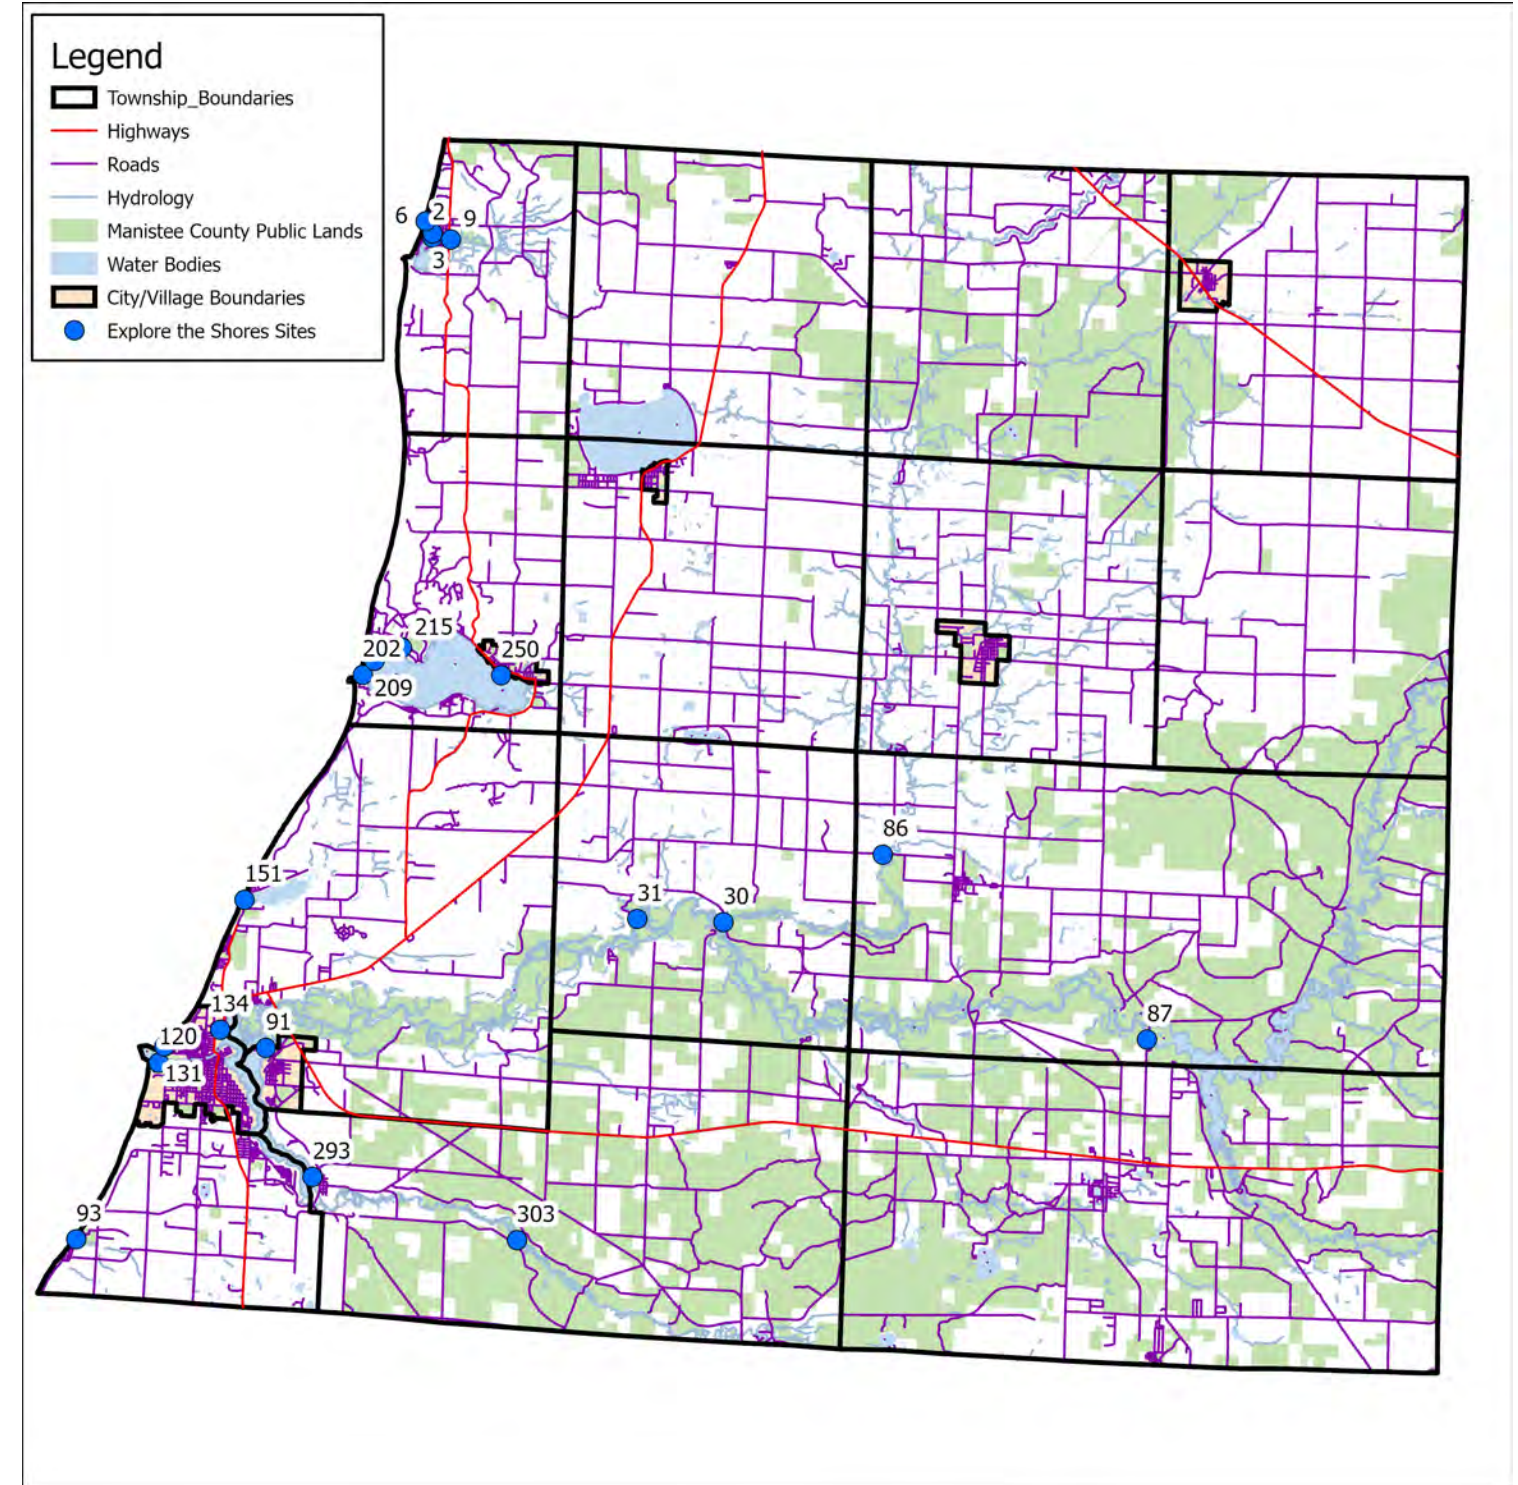 Legend
Township_Boundaries
Highways
Roads
Hydrology
Manistee County Public Lands
Water Bodies
City/Village Boundaries
Explore the Shores Sites
6
2
9
3
215
202
250
209
86
151
31
30
134
91
87
120
131
293
93
303